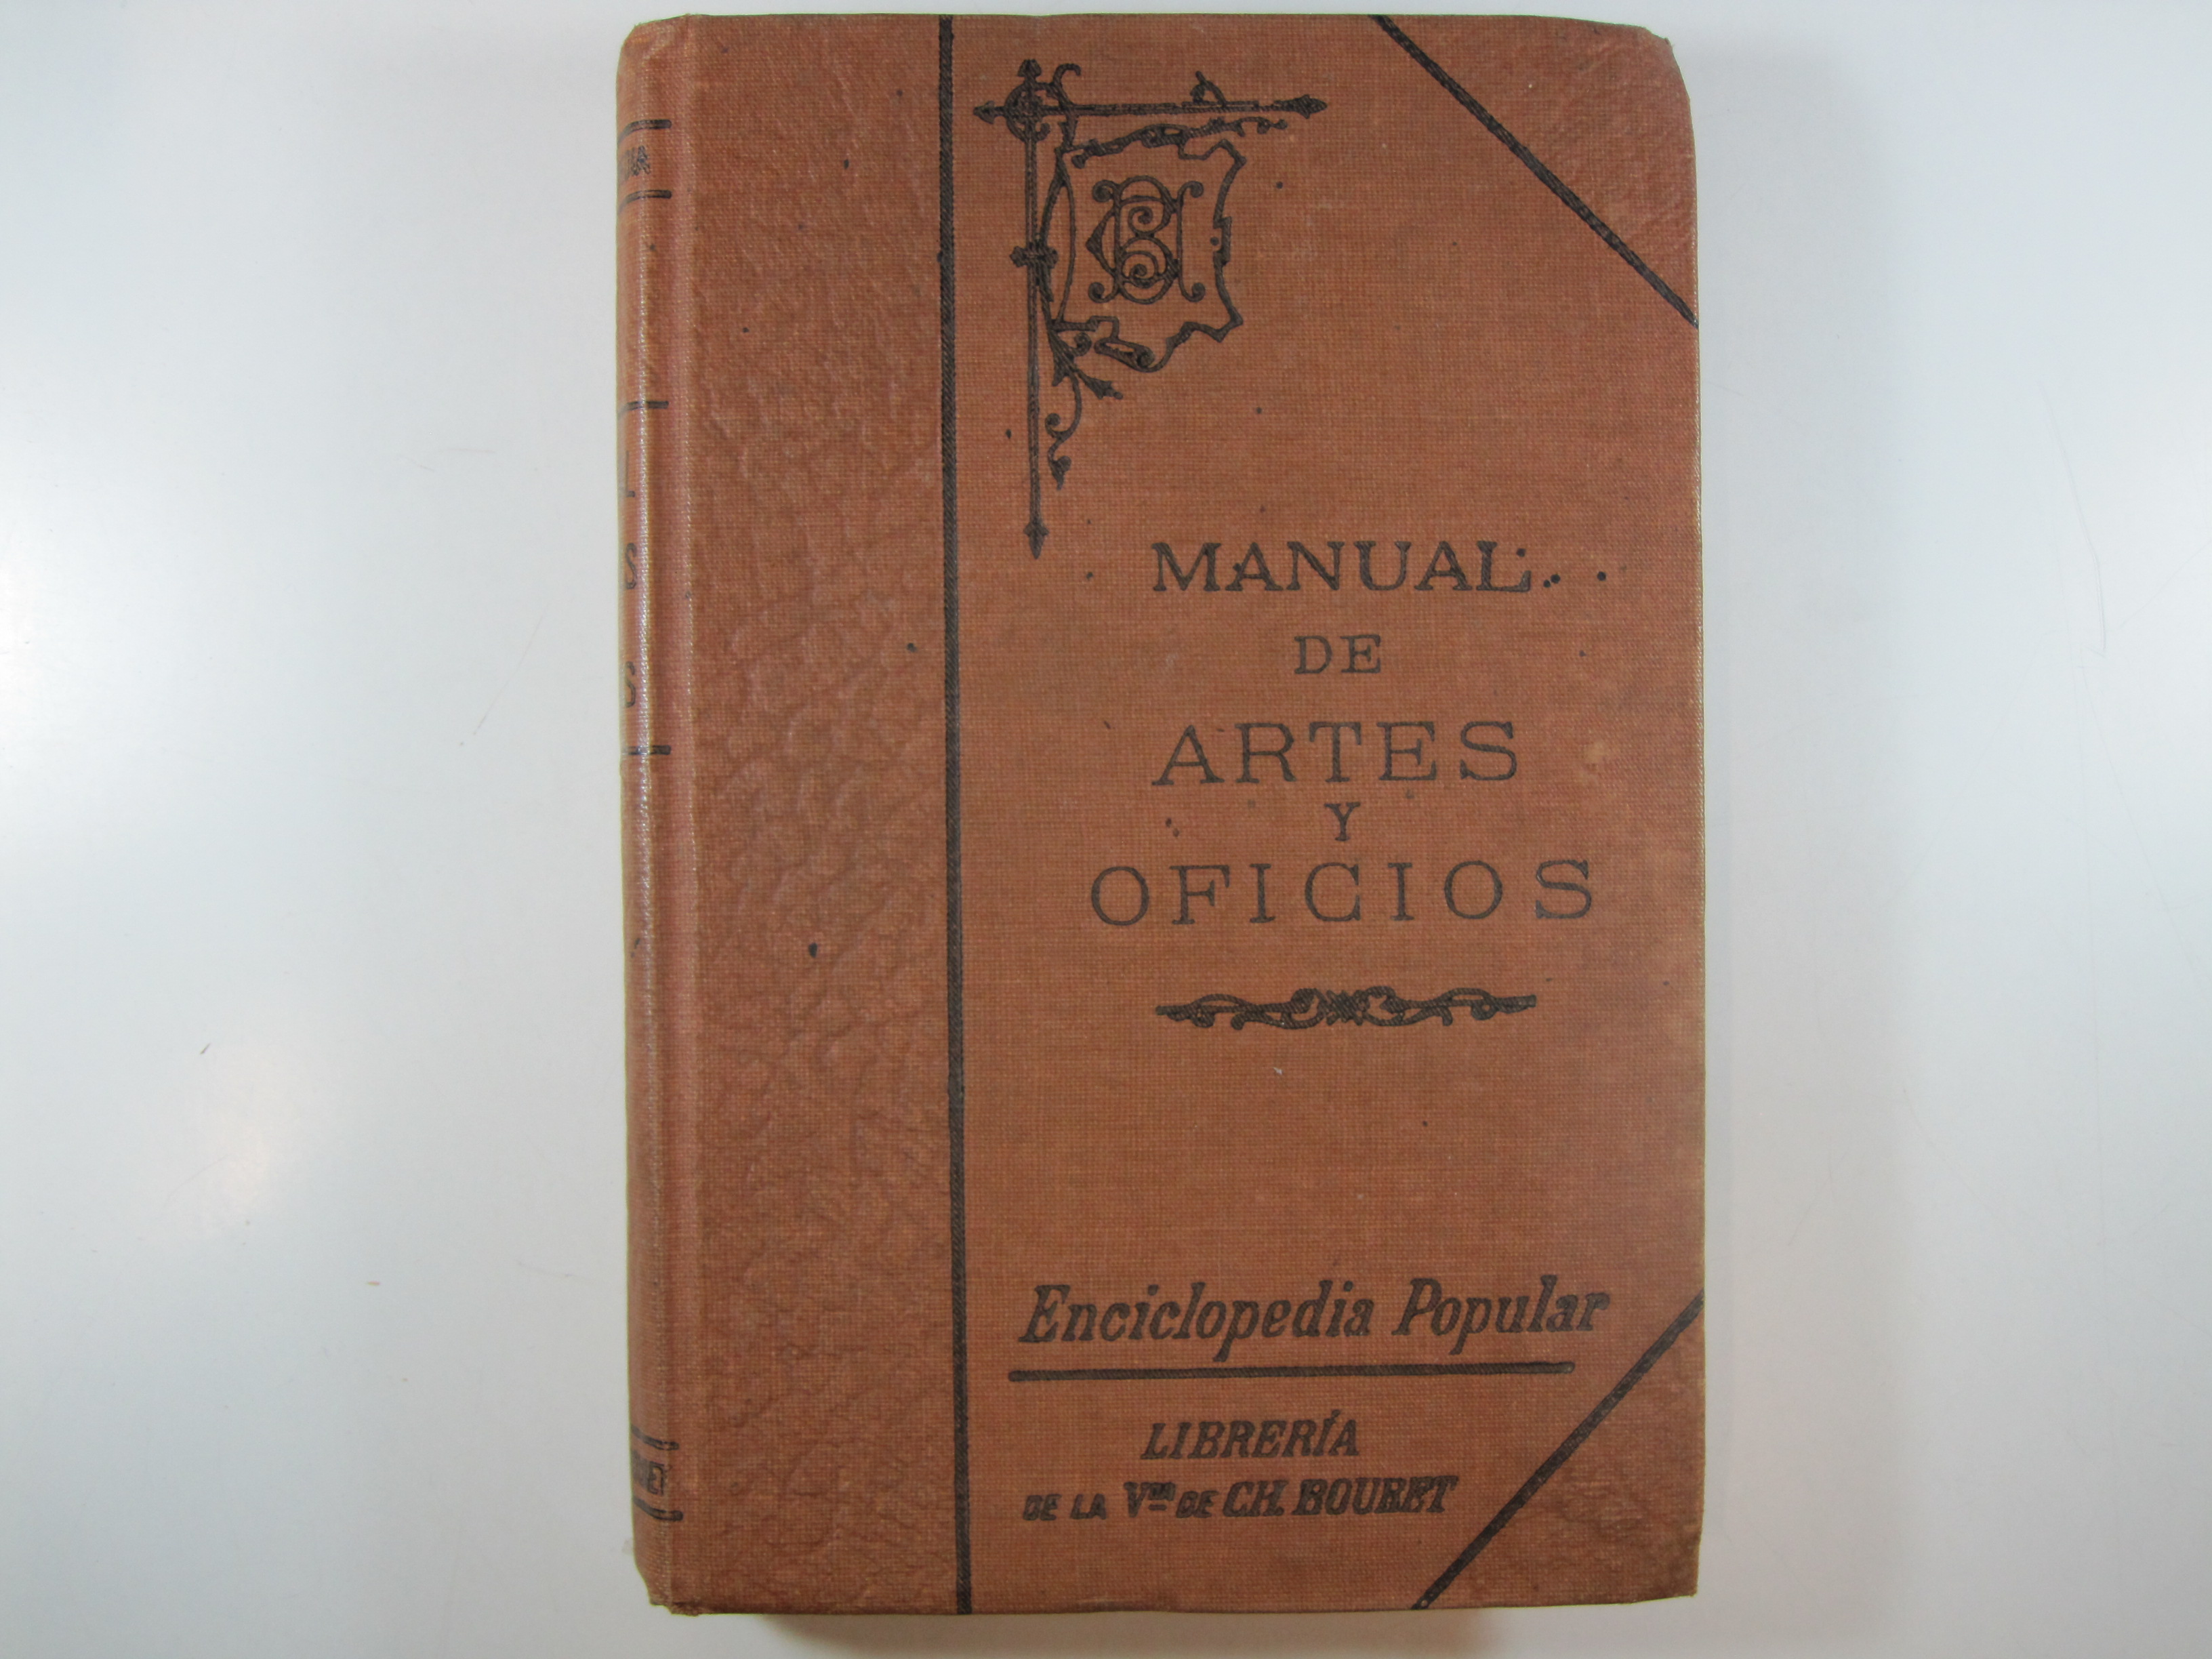 MANUAL
DE
ARTES
Y
OFICIOS
Enciclopedia Popular
LIBRERÍA
DE LA Vda DE CH. BOURET